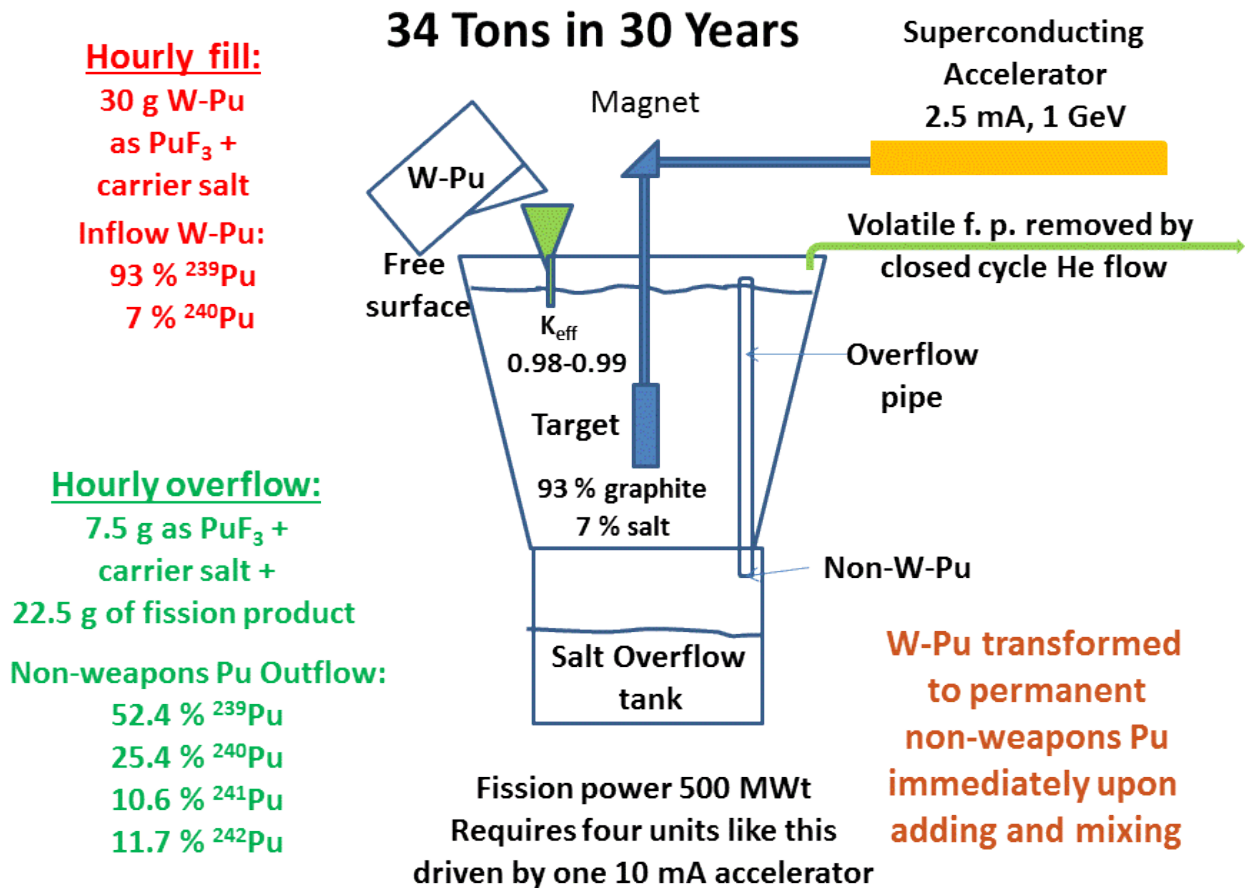 34 Tons in 30 Years
Hourly fill:
30 g W-Pu
as PuF₃ +
carrier salt
Inflow W-Pu:
93 % ²³⁹Pu
7 % ²⁴⁰Pu
W-Pu
Magnet
Superconducting
Accelerator
2.5 mA, 1 GeV
Volatile f. p. removed by
closed cycle He flow
Free
surface
Keff
0.98-0.99
Overflow
pipe
Target
93 % graphite
7 % salt
Non-W-Pu
Hourly overflow:
7.5 g as PuF₃ +
carrier salt +
22.5 g of fission product
Non-weapons Pu Outflow:
52.4 % ²³⁹Pu
25.4 % ²⁴⁰Pu
10.6 % ²⁴¹Pu
11.7 % ²⁴²Pu
Salt Overflow
tank
Fission power 500 MWt
Requires four units like this
driven by one 10 mA accelerator
W-Pu transformed
to permanent
non-weapons Pu
immediately upon
adding and mixing